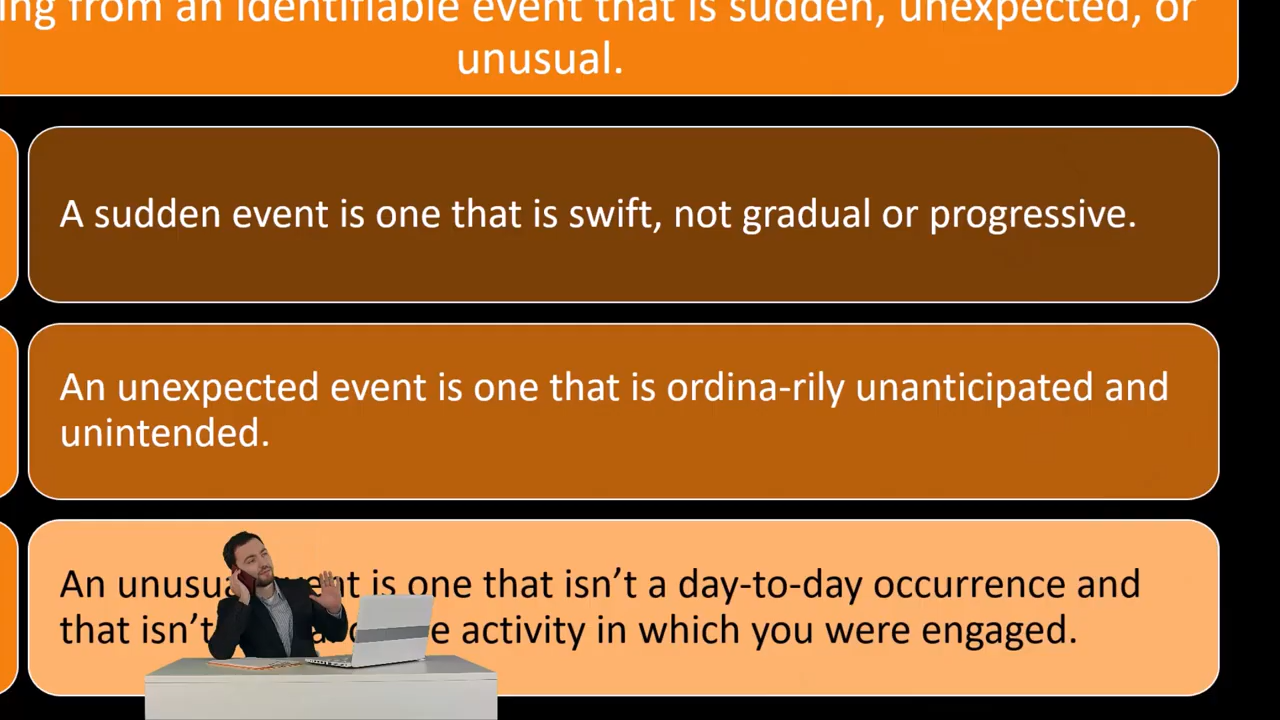 ing from an identifiable event that is sudden, unexpected, or
unusual.
A sudden event is one that is swift, not gradual or progressive.
An unexpected event is one that is ordina-rily unanticipated and
unintended.
An is one that isn’t a day-to-day occurrence and
that isn’t activity in which you were engaged.